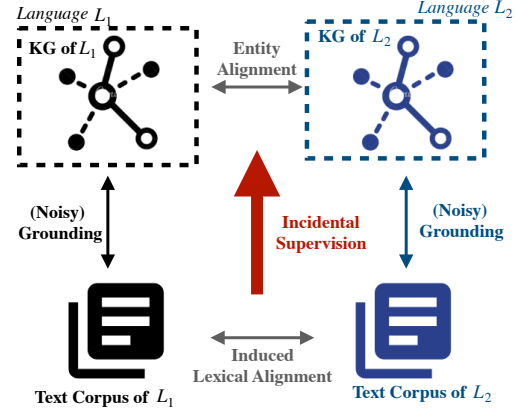 Language L₁
Language L₂
KG of L₁
KG of L₂
Entity
Alignment
(Noisy)
Grounding
Incidental
Supervision
(Noisy)
Grounding
Induced
Lexical Alignment
Text Corpus of L₁
Text Corpus of L₂